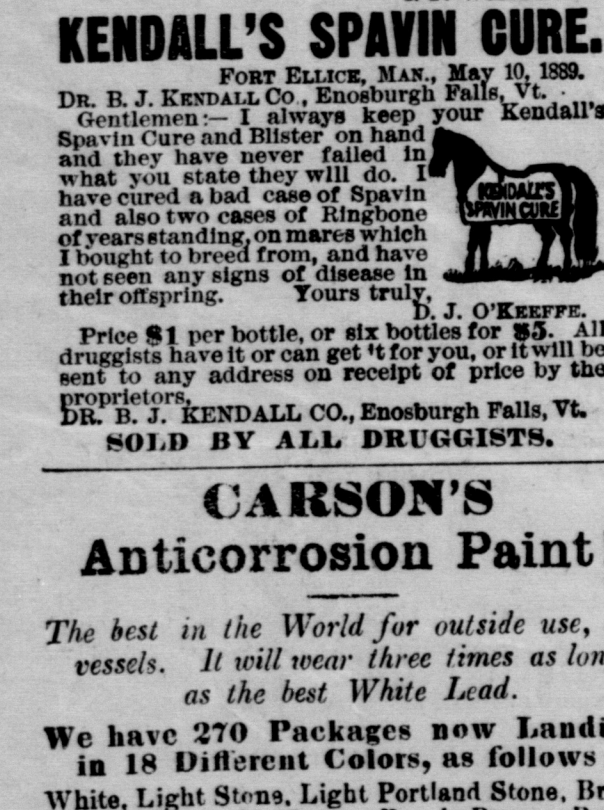 KENDALL'S SPAVIN CURE.
FORT ELLICE, MAN., May 10, 1889.
DR. B. J. KENDALL Co., Enosburgh Falls, Vt.
Gentlemen:— I always keep your Kendall's
Spavin Cure and Blister on hand
and they have never failed in
what you state they will do. I
have cured a bad case of Spavin
and also two cases of Ringbone
of years standing, on mares which
I bought to breed from, and have
not seen any signs of disease in
their offspring. Yours truly,
KENDALL'S
SPAVIN CURE
D. J. O'KEEFFE.
Price $1 per bottle, or six bottles for $5. All
druggists have it or can get 't for you, or it will be
sent to any address on receipt of price by the
proprietors,
DR. B. J. KENDALL CO., Enosburgh Falls, Vt.
SOLD BY ALL DRUGGISTS.
CARSON'S
Anticorrosion Paint
The best in the World for outside use,
vessels. It will wear three times as lon
as the best White Lead.
We have 270 Packages now Landi
in 18 Different Colors, as follows
White, Light Stone, Light Portland Stone, Br